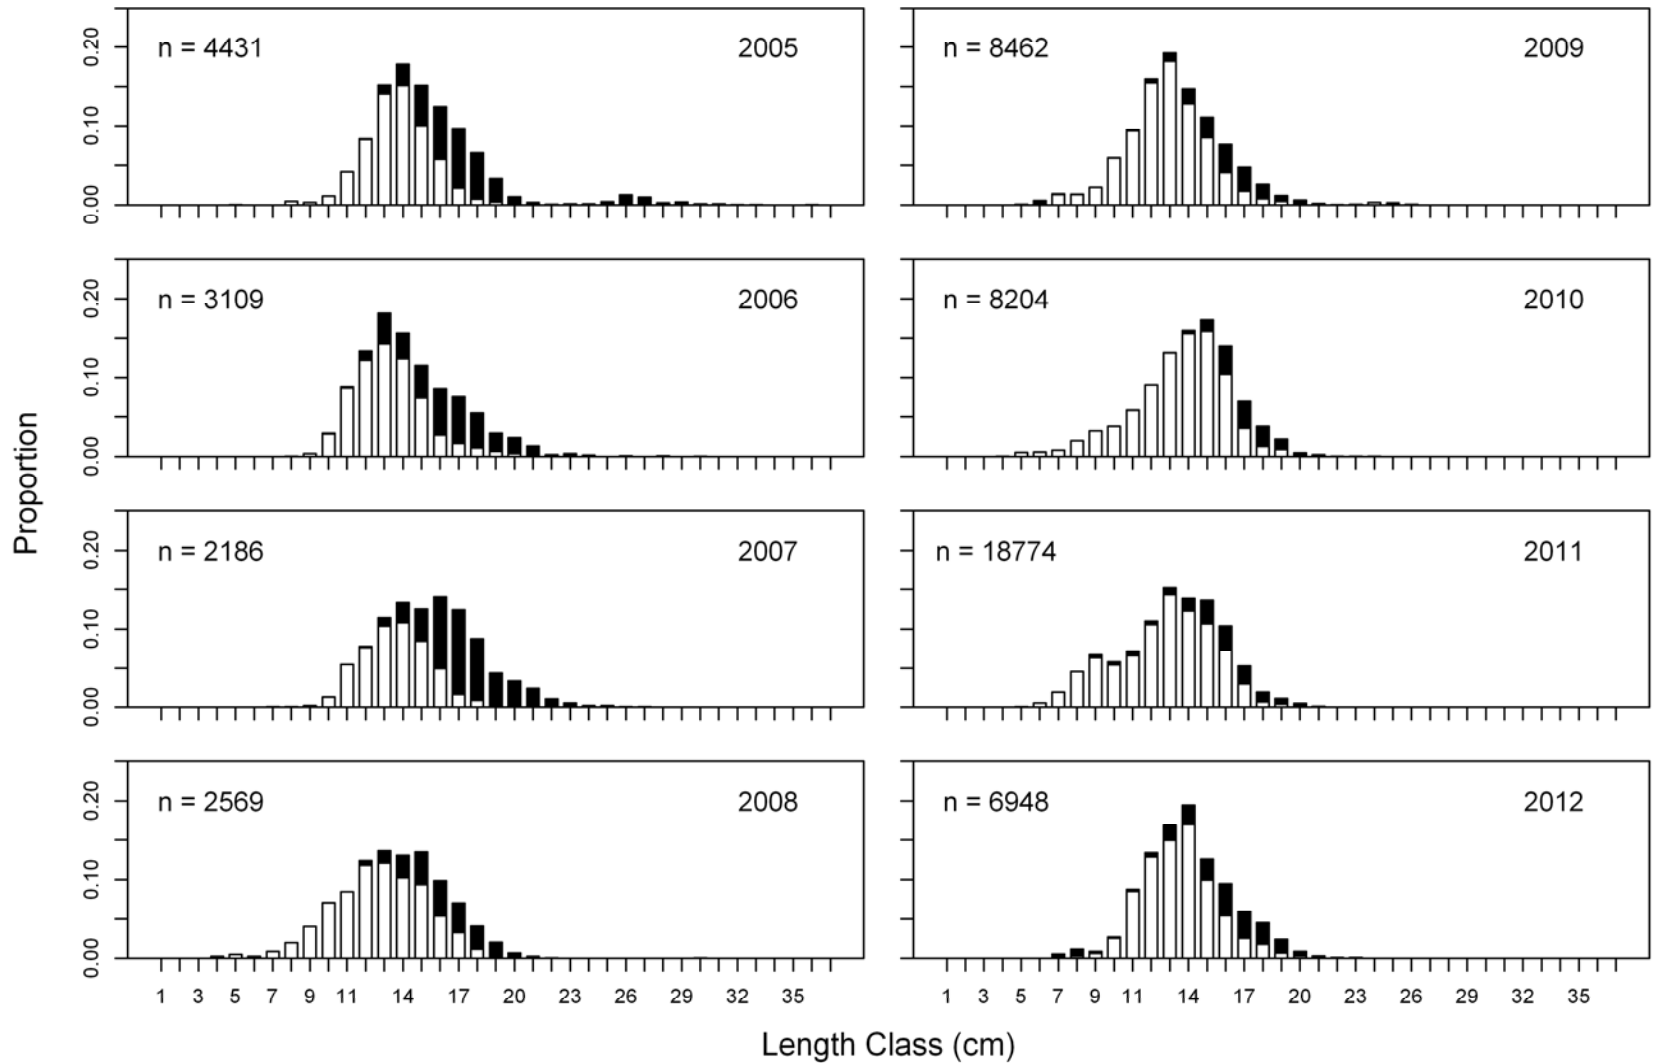 n = 4431 2005
0.00 0.10 0.20
n = 8462 2009
n = 3109 2006
0.00 0.10 0.20
n = 8204 2010
Proportion
n = 2186 2007
0.00 0.10 0.20
n = 18774 2011
n = 2569 2008
0.00 0.10 0.20
n = 6948 2012
1 3 5 7 9 11 14 17 20 23 26 29 32 35
1 3 5 7 9 11 14 17 20 23 26 29 32 35
Length Class (cm)